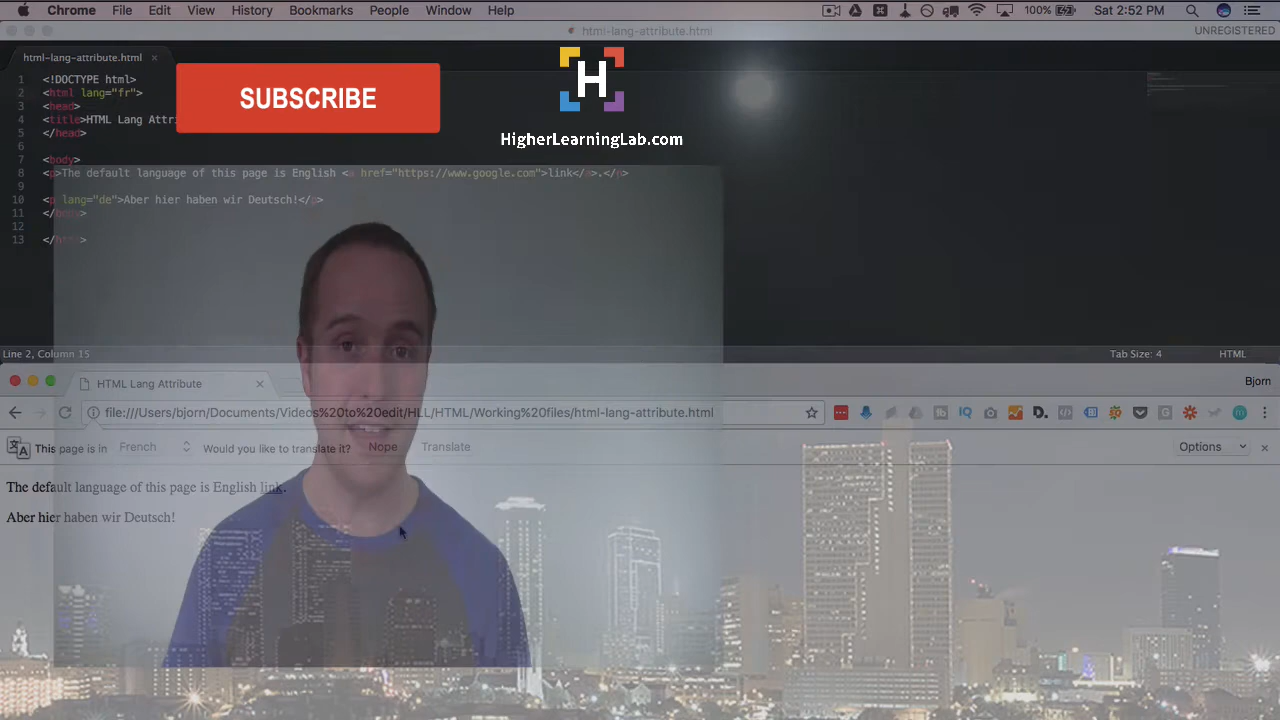 Chrome File Edit View History Bookmarks People Window Help 100% Sat 2:52 PM
html-lang-attribute.html UNREGISTERED
html-lang-attribute.html ×
1 <!DOCTYPE html>
2 <html lang="fr">
3 <head>
4 <title>HTML Lang Attri
5 </head>
6
7 <body>
8 <p>The default language of this page is English <a href="https://www.google.com">link</a>.</p>
9
10 <p lang="de">Aber hier haben wir Deutsch!</p>
11 </body>
12
13 </html>
SUBSCRIBE
H
HigherLearningLab.com
Line 2, Column 15 Tab Size: 4 HTML
HTML Lang Attribute × Bjorn
file:///Users/bjorn/Documents/Videos%20to%20edit/HLL/HTML/Working%20files/html-lang-attribute.html
This page is in French Would you like to translate it? Nope Translate Options ×
The default language of this page is English link.
Aber hier haben wir Deutsch!